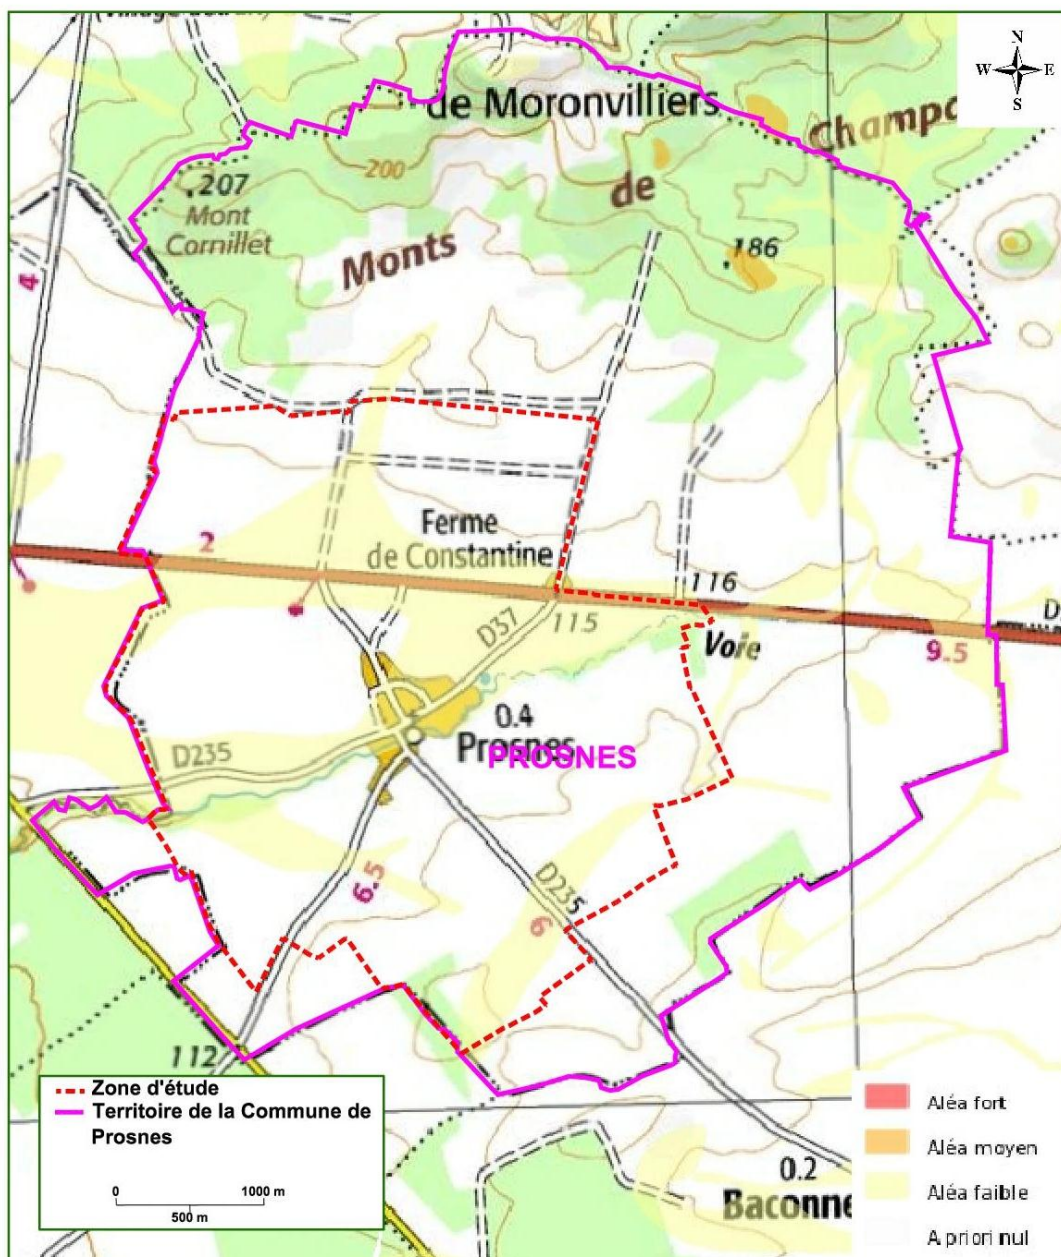 N
W E
S
de Moronvilliers
Champ
200
207
Mont
Cornillet
de
186
Monts
4
2
Ferme
de Constantine
116
D37
115
Voie
D
9.5
0.4
Prosnes
PROSNES
D235
6.5
D235
6
112
Zone d'étude
Territoire de la Commune de
Prosnes
0 1000 m
500 m
Aléa fort
Aléa moyen
Aléa faible
A priori nul
0.2
Baconne